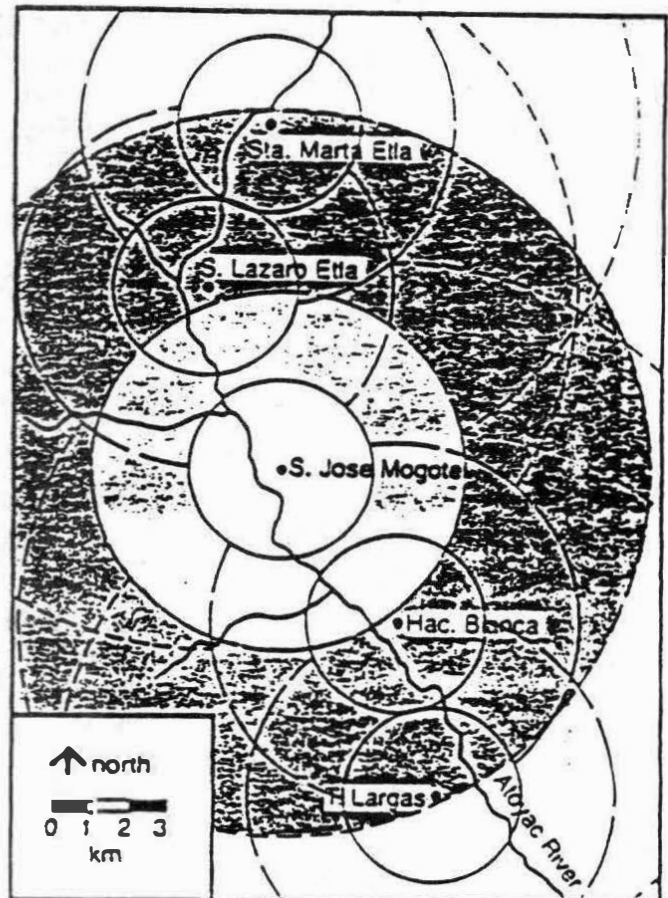 Sta. Marta Etla
S. Lazaro Etla
S. Jose Mogote
Hac. Blanca
Largas
Atoyac River
north
0 1 2 3
km